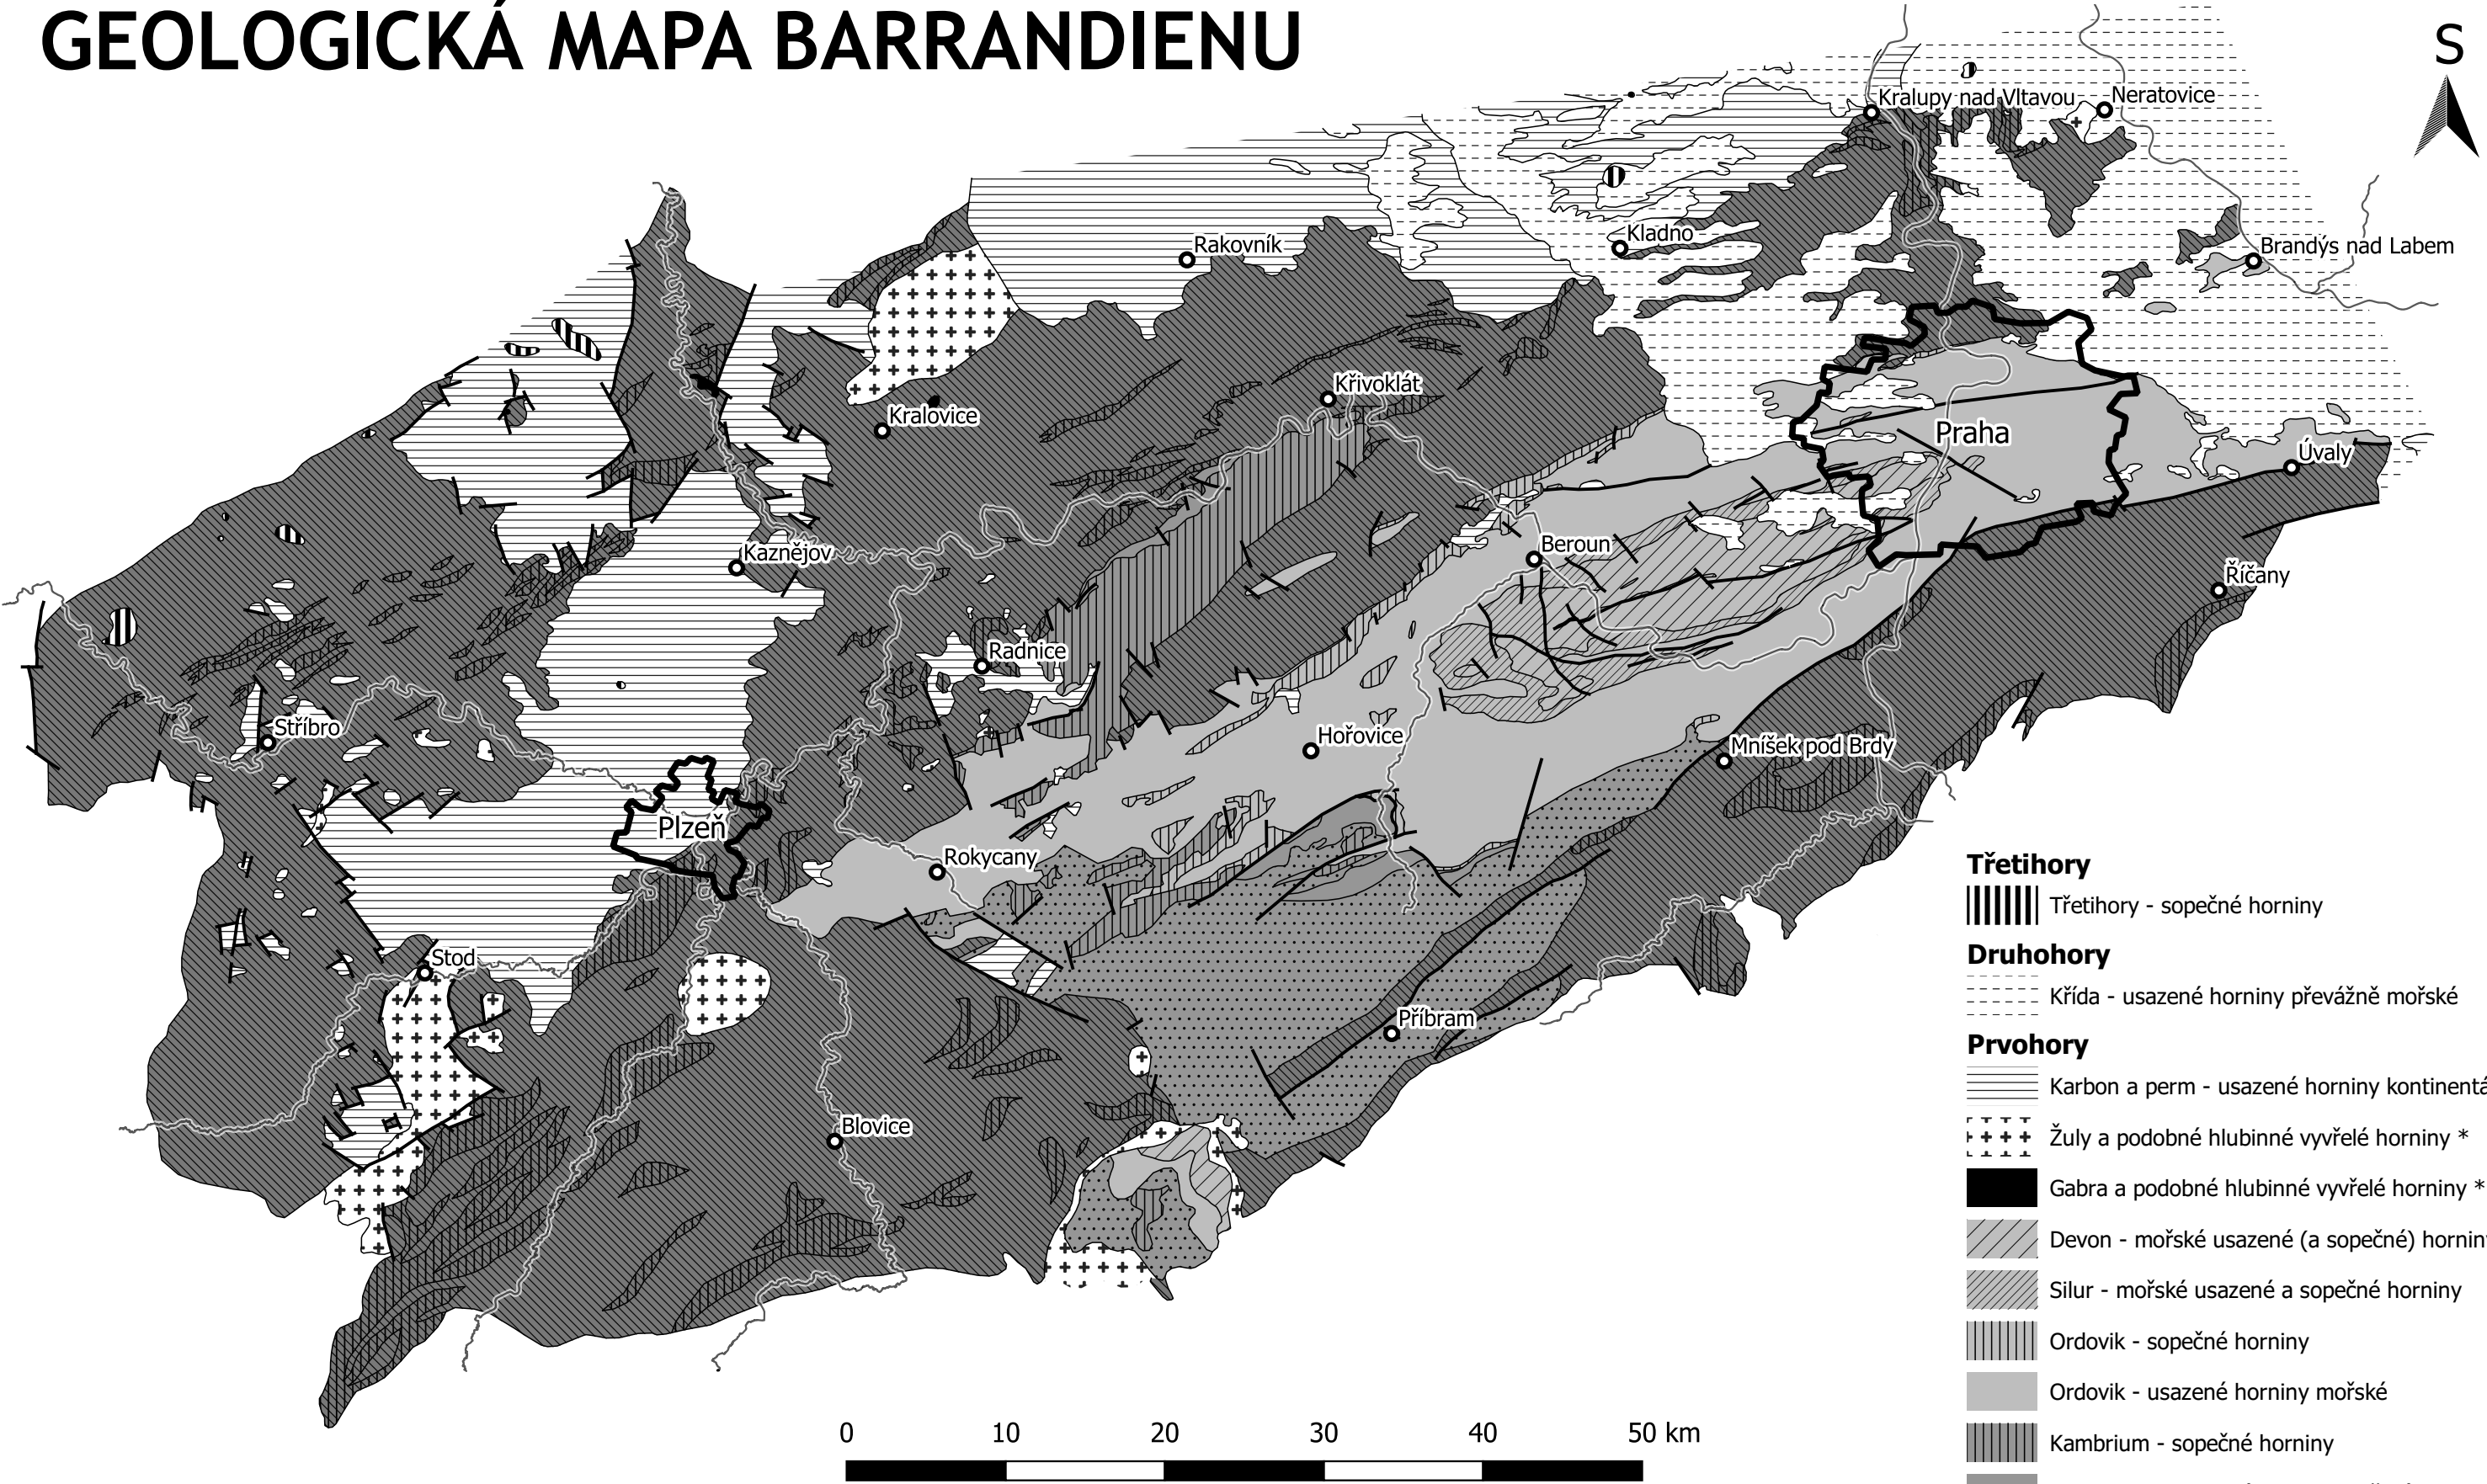 GEOLOGICKÁ MAPA BARRANDIENU
S
Kralupy nad Vltavou
Neratovice
Rakovník
Kladno
Brandýs nad Labem
Křivoklát
Kralovice
Praha
Úvaly
Kaznějov
Beroun
Říčany
Radnice
Stříbro
Hořovice
Mníšek pod Brdy
Plzeň
Rokycany
Stod
Příbram
Blovice
Třetihory
Třetihory - sopečné horniny
Druhohory
Křída - usazené horniny převážně mořské
Prvohory
Karbon a perm - usazené horniny kontinentá
Žuly a podobné hlubinné vyvřelé horniny *
Gabra a podobné hlubinné vyvřelé horniny *
Devon - mořské usazené (a sopečné) horniny
Silur - mořské usazené a sopečné horniny
Ordovik - sopečné horniny
Ordovik - usazené horniny mořské
Kambrium - sopečné horniny
0 10 20 30 40 50 km